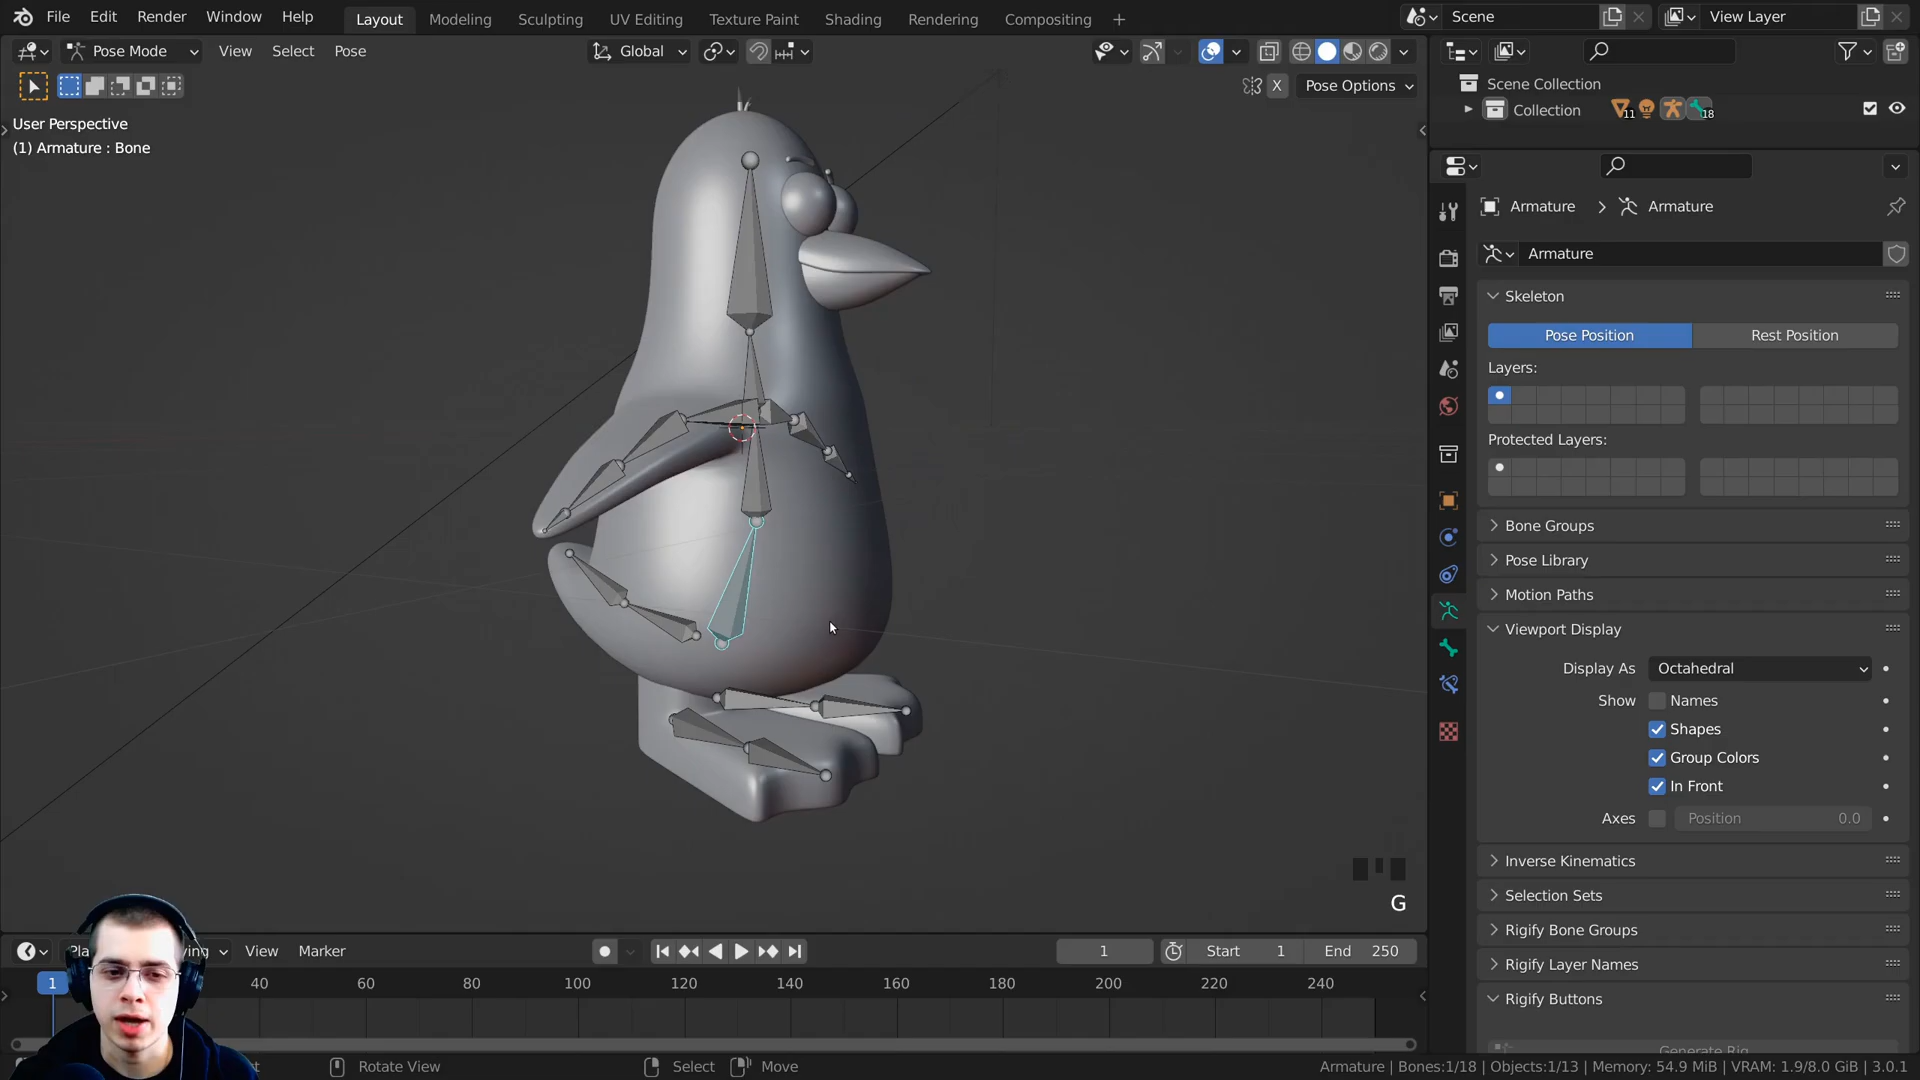 File Edit Render Window Help Layout Modeling Sculpting UV Editing Texture Paint Shading Rendering Compositing + Scene View Layer
Pose Mode View Select Pose Global
X Pose Options
Scene Collection
Collection 11 18
User Perspective
(1) Armature : Bone
Armature > Armature
Armature
Skeleton
Pose Position Rest Position
Layers:
Protected Layers:
Bone Groups
Pose Library
Motion Paths
Viewport Display
Display As Octahedral
Show Names
Shapes
Group Colors
In Front
Axes Position 0.0
Inverse Kinematics
Selection Sets
Rigify Bone Groups
Rigify Layer Names
Rigify Buttons
G
View Marker 1 Start 1 End 250
1 40 60 80 100 120 140 160 180 200 220 240
Rotate View Select Move Armature | Bones:1/18 | Objects:1/13 | Memory: 54.9 MiB | VRAM: 1.9/8.0 GiB | 3.0.1